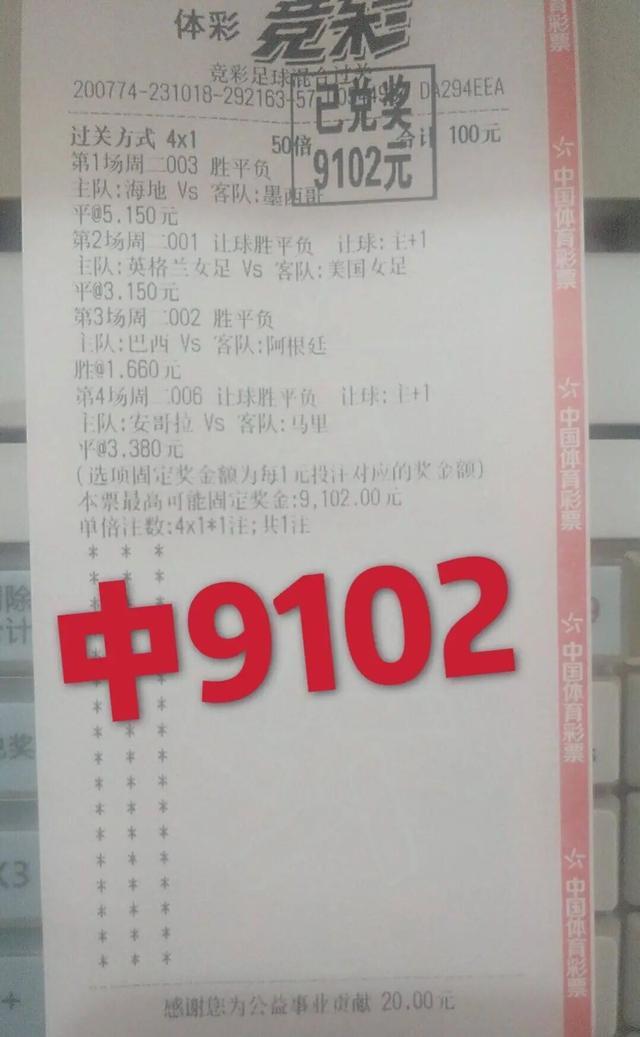 体彩 竞彩
竞彩足球混合过关
200774-231018-292163-57 DA294EEA
已兑奖
9102元
过关方式 4x1 50倍 合计 100元
第1场周二003 胜平负
主队:海地 Vs 客队:墨西哥
平@5.150元
第2场周二001 让球胜平负 让球:主+1
主队:英格兰女足 Vs 客队:美国女足
平@3.150元
第3场周二002 胜平负
主队:巴西 Vs 客队:阿根廷
胜@1.660元
第4场周二006 让球胜平负 让球:主+1
主队:安哥拉 Vs 客队:马里
平@3.380元
(选项固定奖金额为每1元投注对应的奖金额)
本票最高可能固定奖金:9,102.00元
单倍注数:4x1*1注;共1注
中9102
感谢您为公益事业贡献 20.00元
育彩票
中国体育彩票
中国体育彩票
中国体育彩票
中国体育彩票